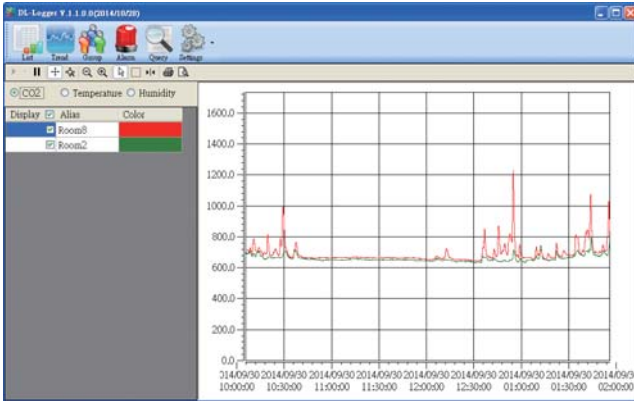 DL-Logger V.1.1.0.0(2014/10/28)
List Trend Group Alarm Query Settings
CO2 Temperature Humidity
Display Alias Color
Room8
Room2
1600.0
1400.0
1200.0
1000.0
800.0
600.0
400.0
200.0
0.0
014/09/30 2014/09/30 2014/09/30 2014/09/30 2014/09/30 2014/09/30 2014/09/30 2014/09/30 2014/09/3
10:00:00 10:30:00 11:00:00 11:30:00 12:00:00 12:30:00 01:00:00 01:30:00 02:00:00